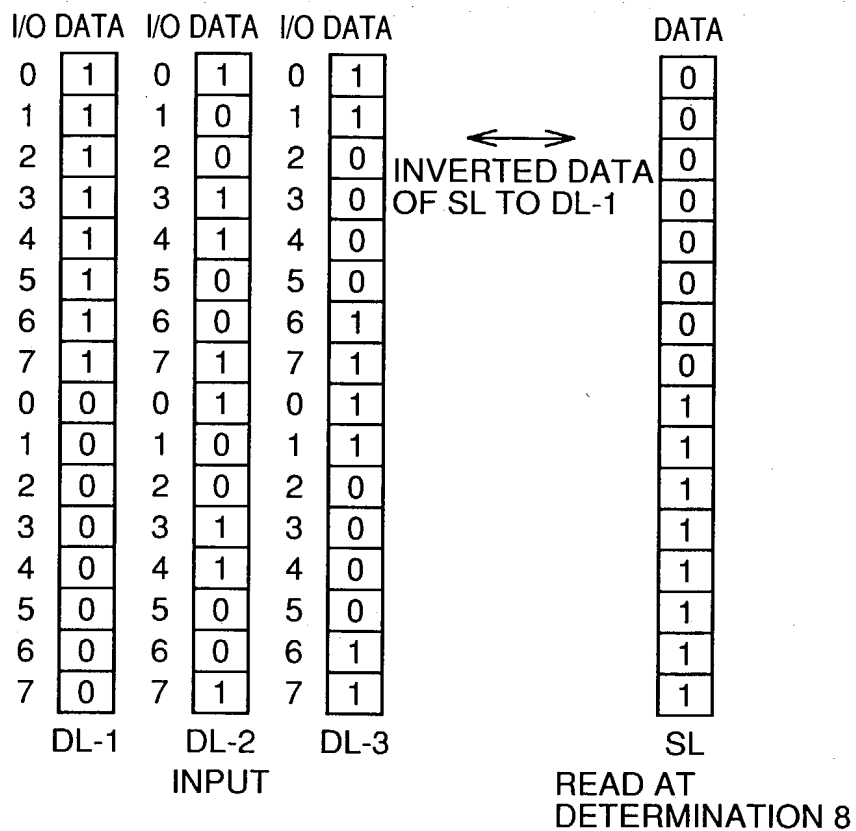 I/O DATA I/O DATA I/O DATA DATA
0 1 0 1 0 1 0
1 1 1 0 1 1 0
2 1 2 0 2 0 0
3 1 3 1 3 0 0
4 1 4 1 4 0 0
5 1 5 0 5 0 0
6 1 6 0 6 1 0
7 1 7 1 7 1 0
0 0 0 1 0 1 1
1 0 1 0 1 1 1
2 0 2 0 2 0 1
3 0 3 1 3 0 1
4 0 4 1 4 0 1
5 0 5 0 5 0 1
6 0 6 0 6 1 1
7 0 7 1 7 1 1
INVERTED DATA
OF SL TO DL-1
DL-1 DL-2 DL-3 SL
INPUT
READ AT
DETERMINATION 8